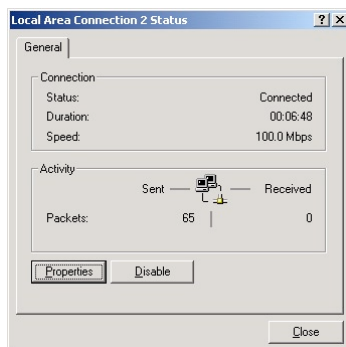 Local Area Connection 2 Status
General
Connection
Status: Connected
Duration: 00:06:48
Speed: 100.0 Mbps
Activity
Sent Received
Packets: 65 0
Properties Disable
Close